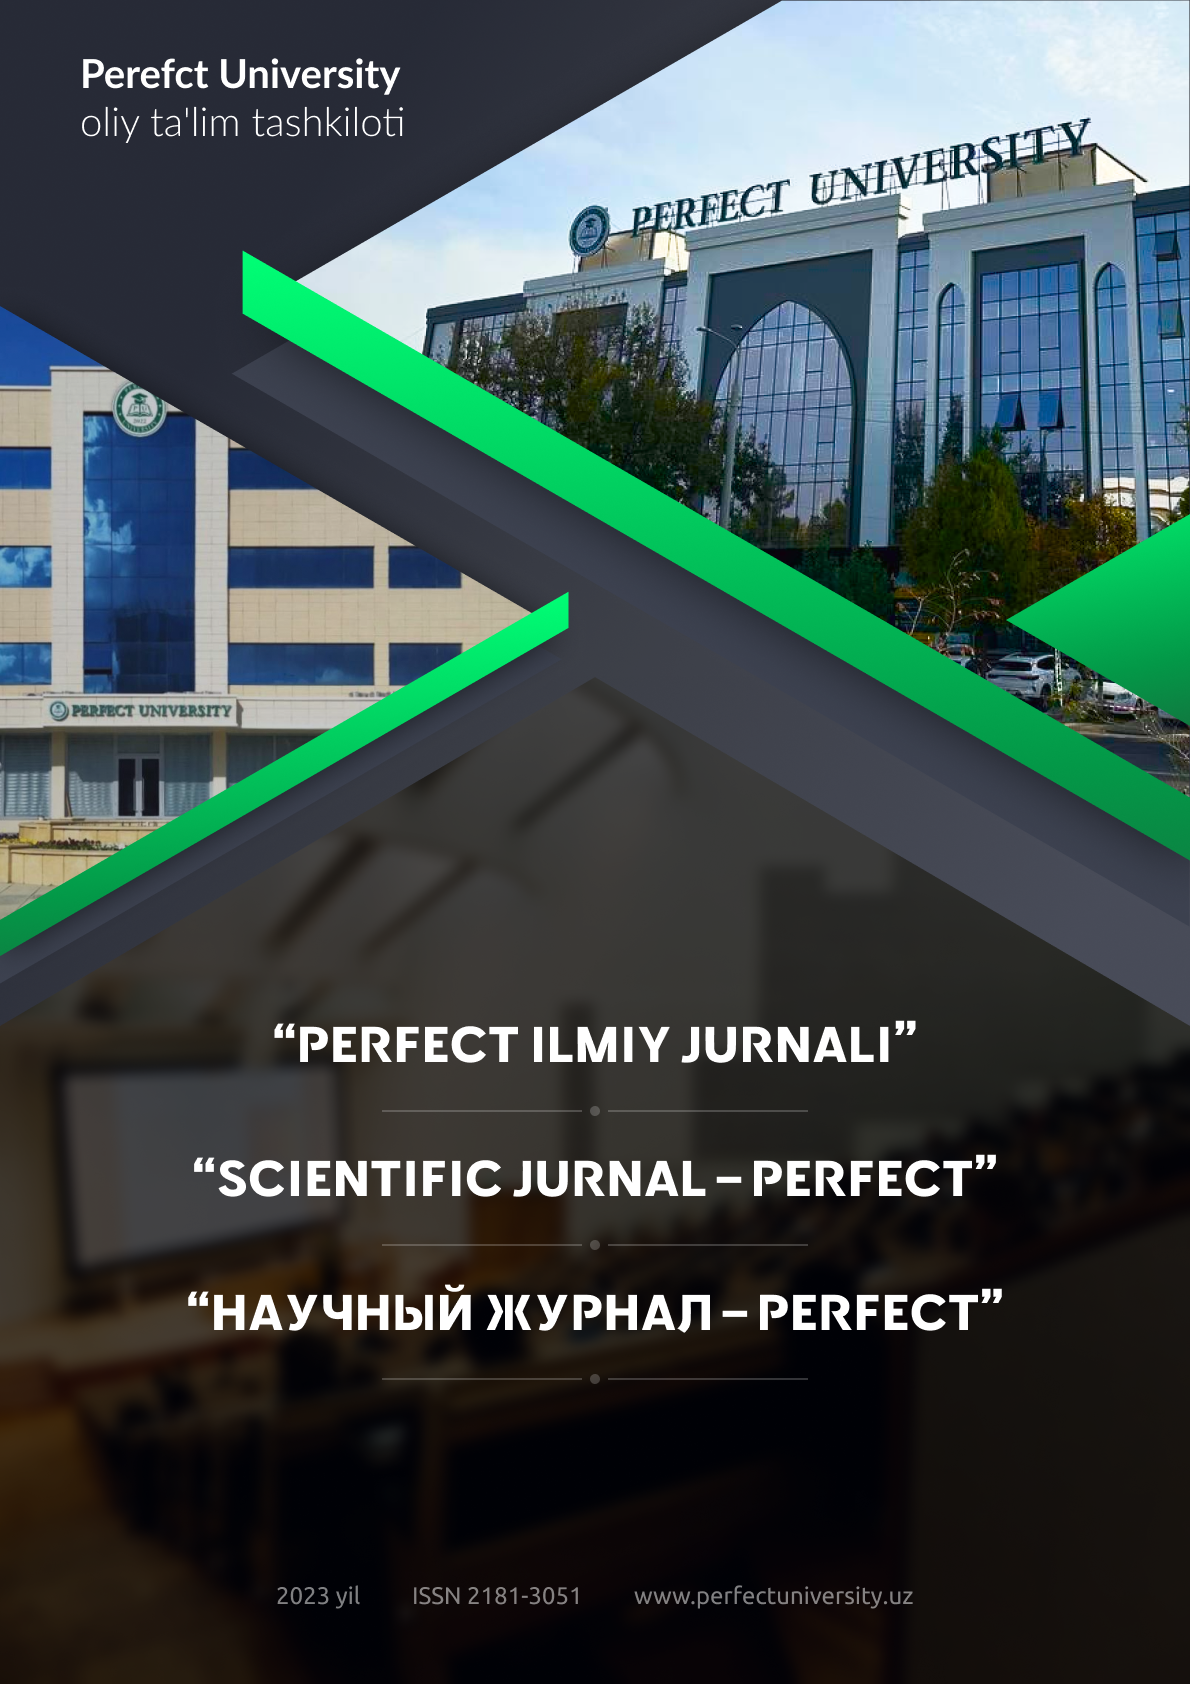 Perefct University
oliy ta'lim tashkiloti
PERFECT UNIVERSITY
2022
PERFECT UNIVERSITY
“PERFECT ILMIY JURNALI”
“SCIENTIFIC JURNAL – PERFECT”
“НАУЧНЫЙ ЖУРНАЛ – PERFECT”
2023 yil ISSN 2181-3051 www.perfectuniversity.uz